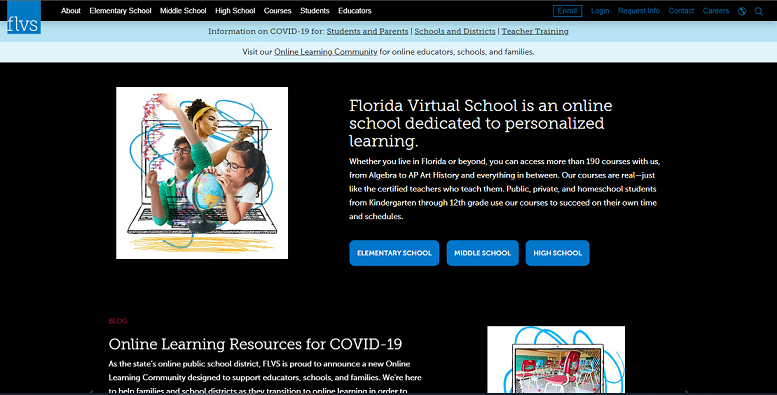 flvs
About Elementary School Middle School High School Courses Students Educators
Enroll Login Request Info Contact Careers
Information on COVID-19 for: Students and Parents | Schools and Districts | Teacher Training
Visit our Online Learning Community for online educators, schools, and families.
Florida Virtual School is an online
school dedicated to personalized
learning.
Whether you live in Florida or beyond, you can access more than 190 courses with us,
from Algebra to AP Art History and everything in between. Our courses are real—just
like the certified teachers who teach them. Public, private, and homeschool students
from Kindergarten through 12th grade use our courses to succeed on their own time
and schedules.
ELEMENTARY SCHOOL MIDDLE SCHOOL HIGH SCHOOL
BLOG
Online Learning Resources for COVID-19
As the state's online public school district, FLVS is proud to announce a new Online
Learning Community designed to support educators, schools, and families. We're here
to help families and school districts as they transition to online learning in order to